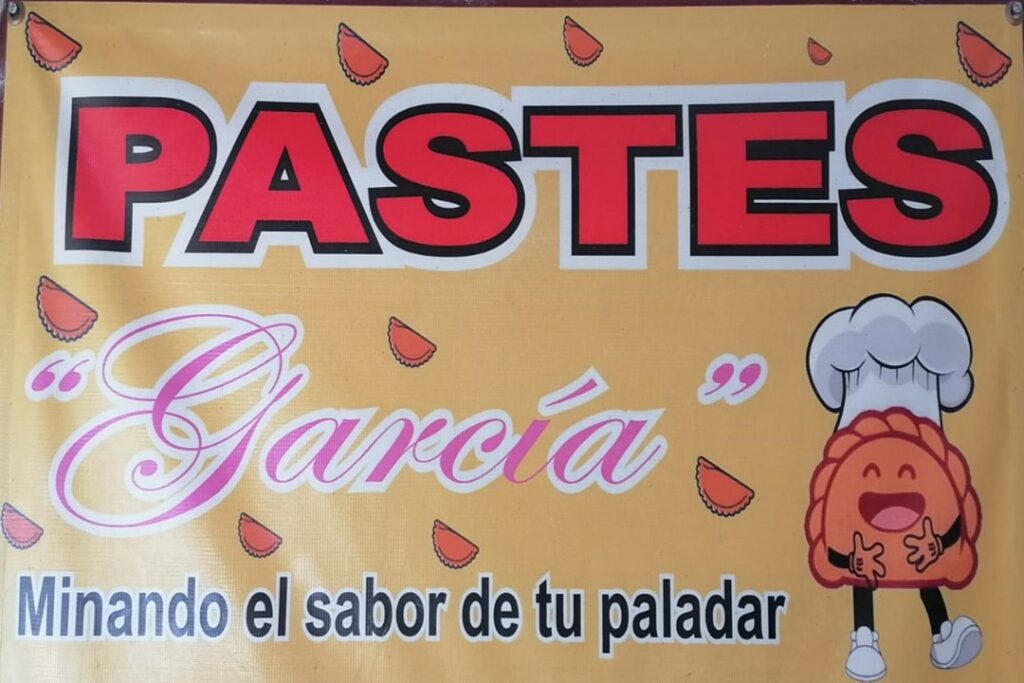 PASTES
“García”
Minando el sabor de tu paladar